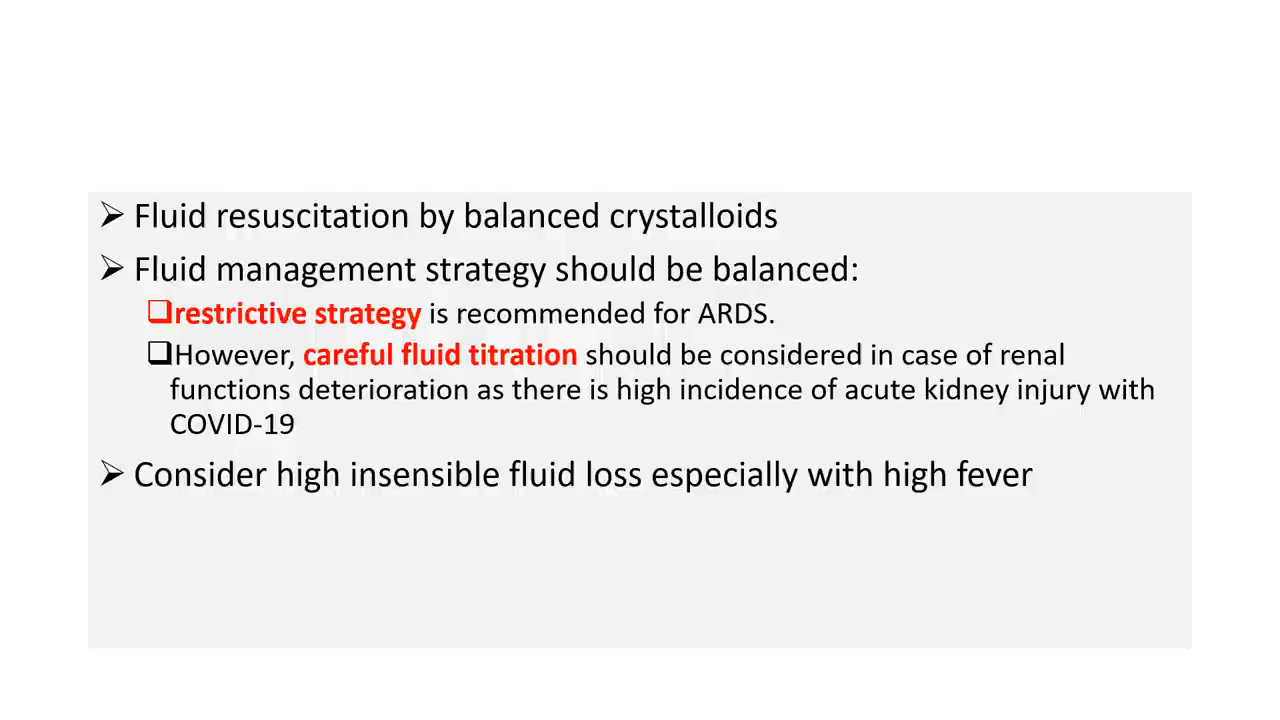 ➢ Fluid resuscitation by balanced crystalloids
➢ Fluid management strategy should be balanced:
❑restrictive strategy is recommended for ARDS.
❑However, careful fluid titration should be considered in case of renal
functions deterioration as there is high incidence of acute kidney injury with
COVID-19
➢ Consider high insensible fluid loss especially with high fever